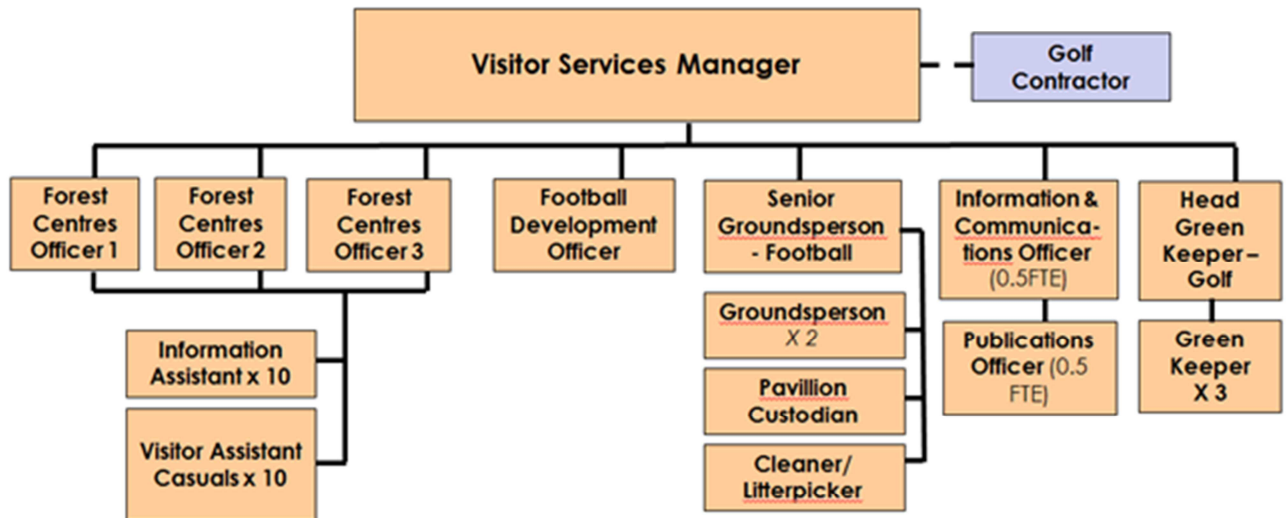 Visitor Services Manager
Golf
Contractor
Forest
Centres
Officer 1
Forest
Centres
Officer 2
Forest
Centres
Officer 3
Football
Development
Officer
Senior
Groundsperson
- Football
Information &
Communica-
tions Officer
(0.5FTE)
Head
Green
Keeper –
Golf
Information
Assistant x 10
Visitor Assistant
Casuals x 10
Groundsperson
X 2
Pavillion
Custodian
Cleaner/
Litterpicker
Publications
Officer (0.5
FTE)
Green
Keeper
X 3